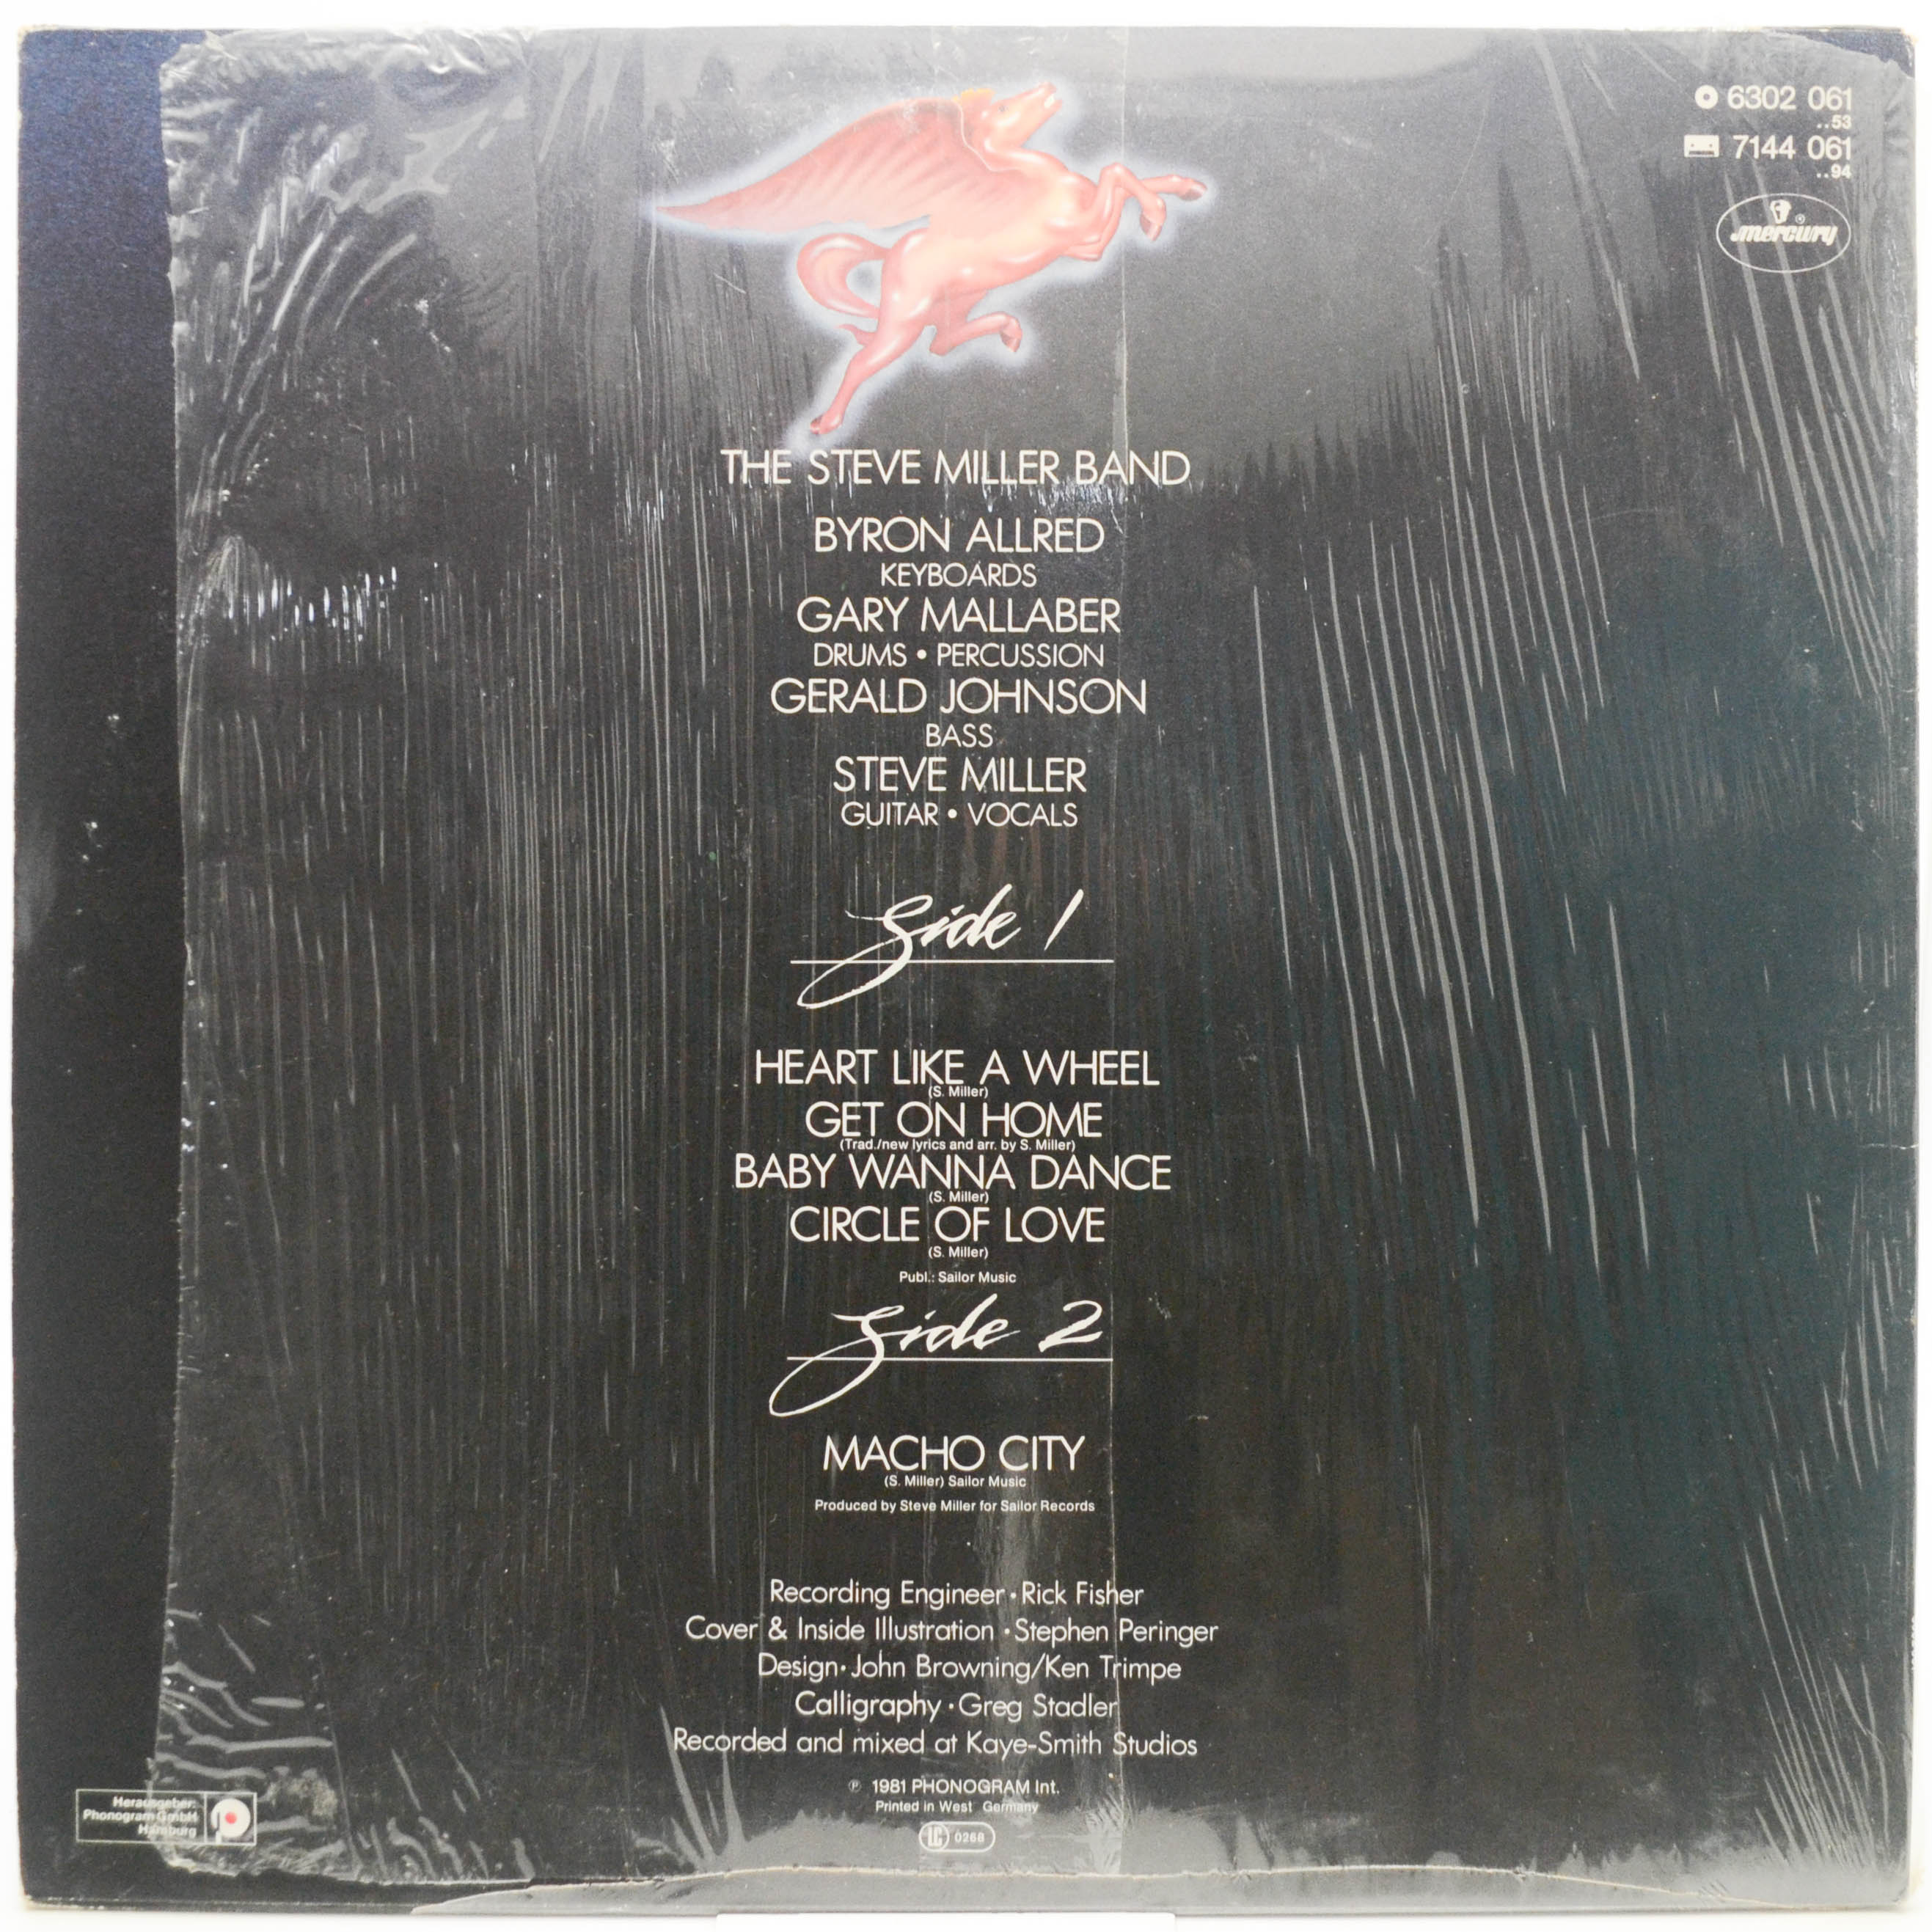 6302 061
..53
7144 061
..94
mercury
THE STEVE MILLER BAND
BYRON ALLRED
KEYBOARDS
GARY MALLABER
DRUMS • PERCUSSION
GERALD JOHNSON
BASS
STEVE MILLER
GUITAR • VOCALS
Side 1
HEART LIKE A WHEEL
(S. Miller)
GET ON HOME
(Trad./new lyrics and arr. by S. Miller)
BABY WANNA DANCE
(S. Miller)
CIRCLE OF LOVE
(S. Miller)
Publ.: Sailor Music
Side 2
MACHO CITY
(S. Miller) Sailor Music
Produced by Steve Miller for Sailor Records
Recording Engineer • Rick Fisher
Cover & Inside Illustration • Stephen Peringer
Design • John Browning/Ken Trimpe
Calligraphy • Greg Stadler
Recorded and mixed at Kaye-Smith Studios
℗ 1981 PHONOGRAM Int.
Printed in West Germany
LC 0268
Herausgeber:
Phonogram GmbH
Hamburg